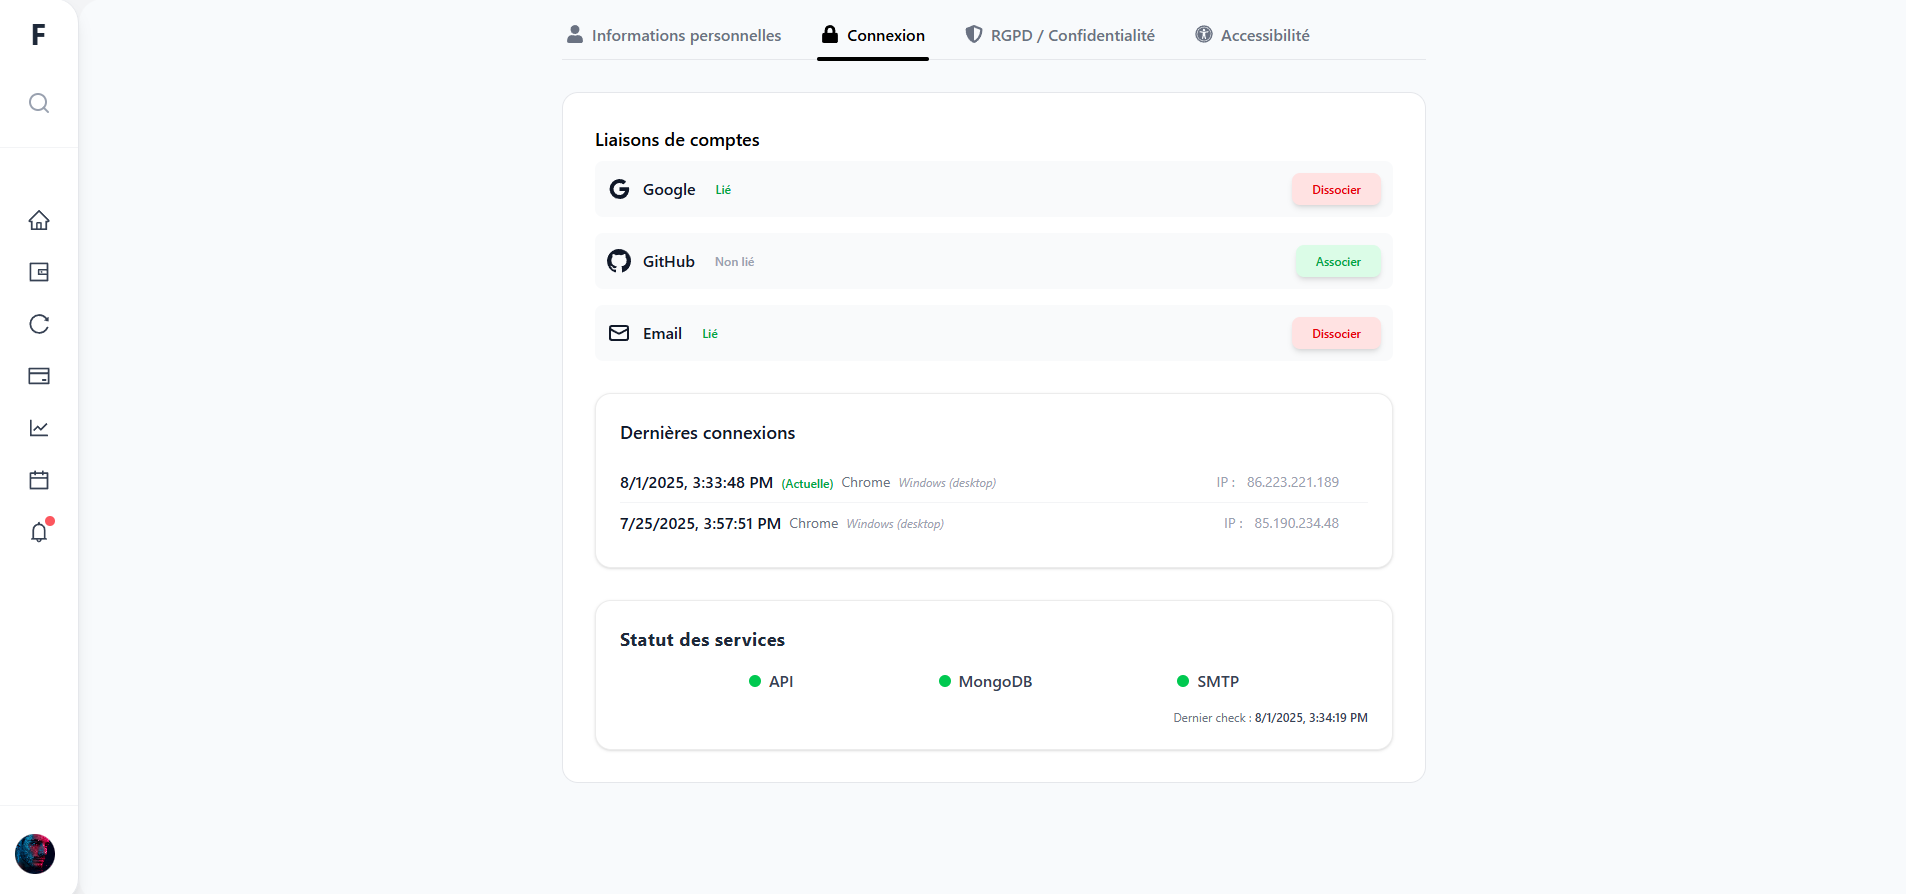 F
Informations personnelles
Connexion
RGPD / Confidentialité
Accessibilité
Liaisons de comptes
Google Lié Dissocier
GitHub Non lié Associer
Email Lié Dissocier
Dernières connexions
8/1/2025, 3:33:48 PM (Actuelle) Chrome Windows (desktop) IP : 86.223.221.189
7/25/2025, 3:57:51 PM Chrome Windows (desktop) IP : 85.190.234.48
Statut des services
API MongoDB SMTP
Dernier check : 8/1/2025, 3:34:19 PM